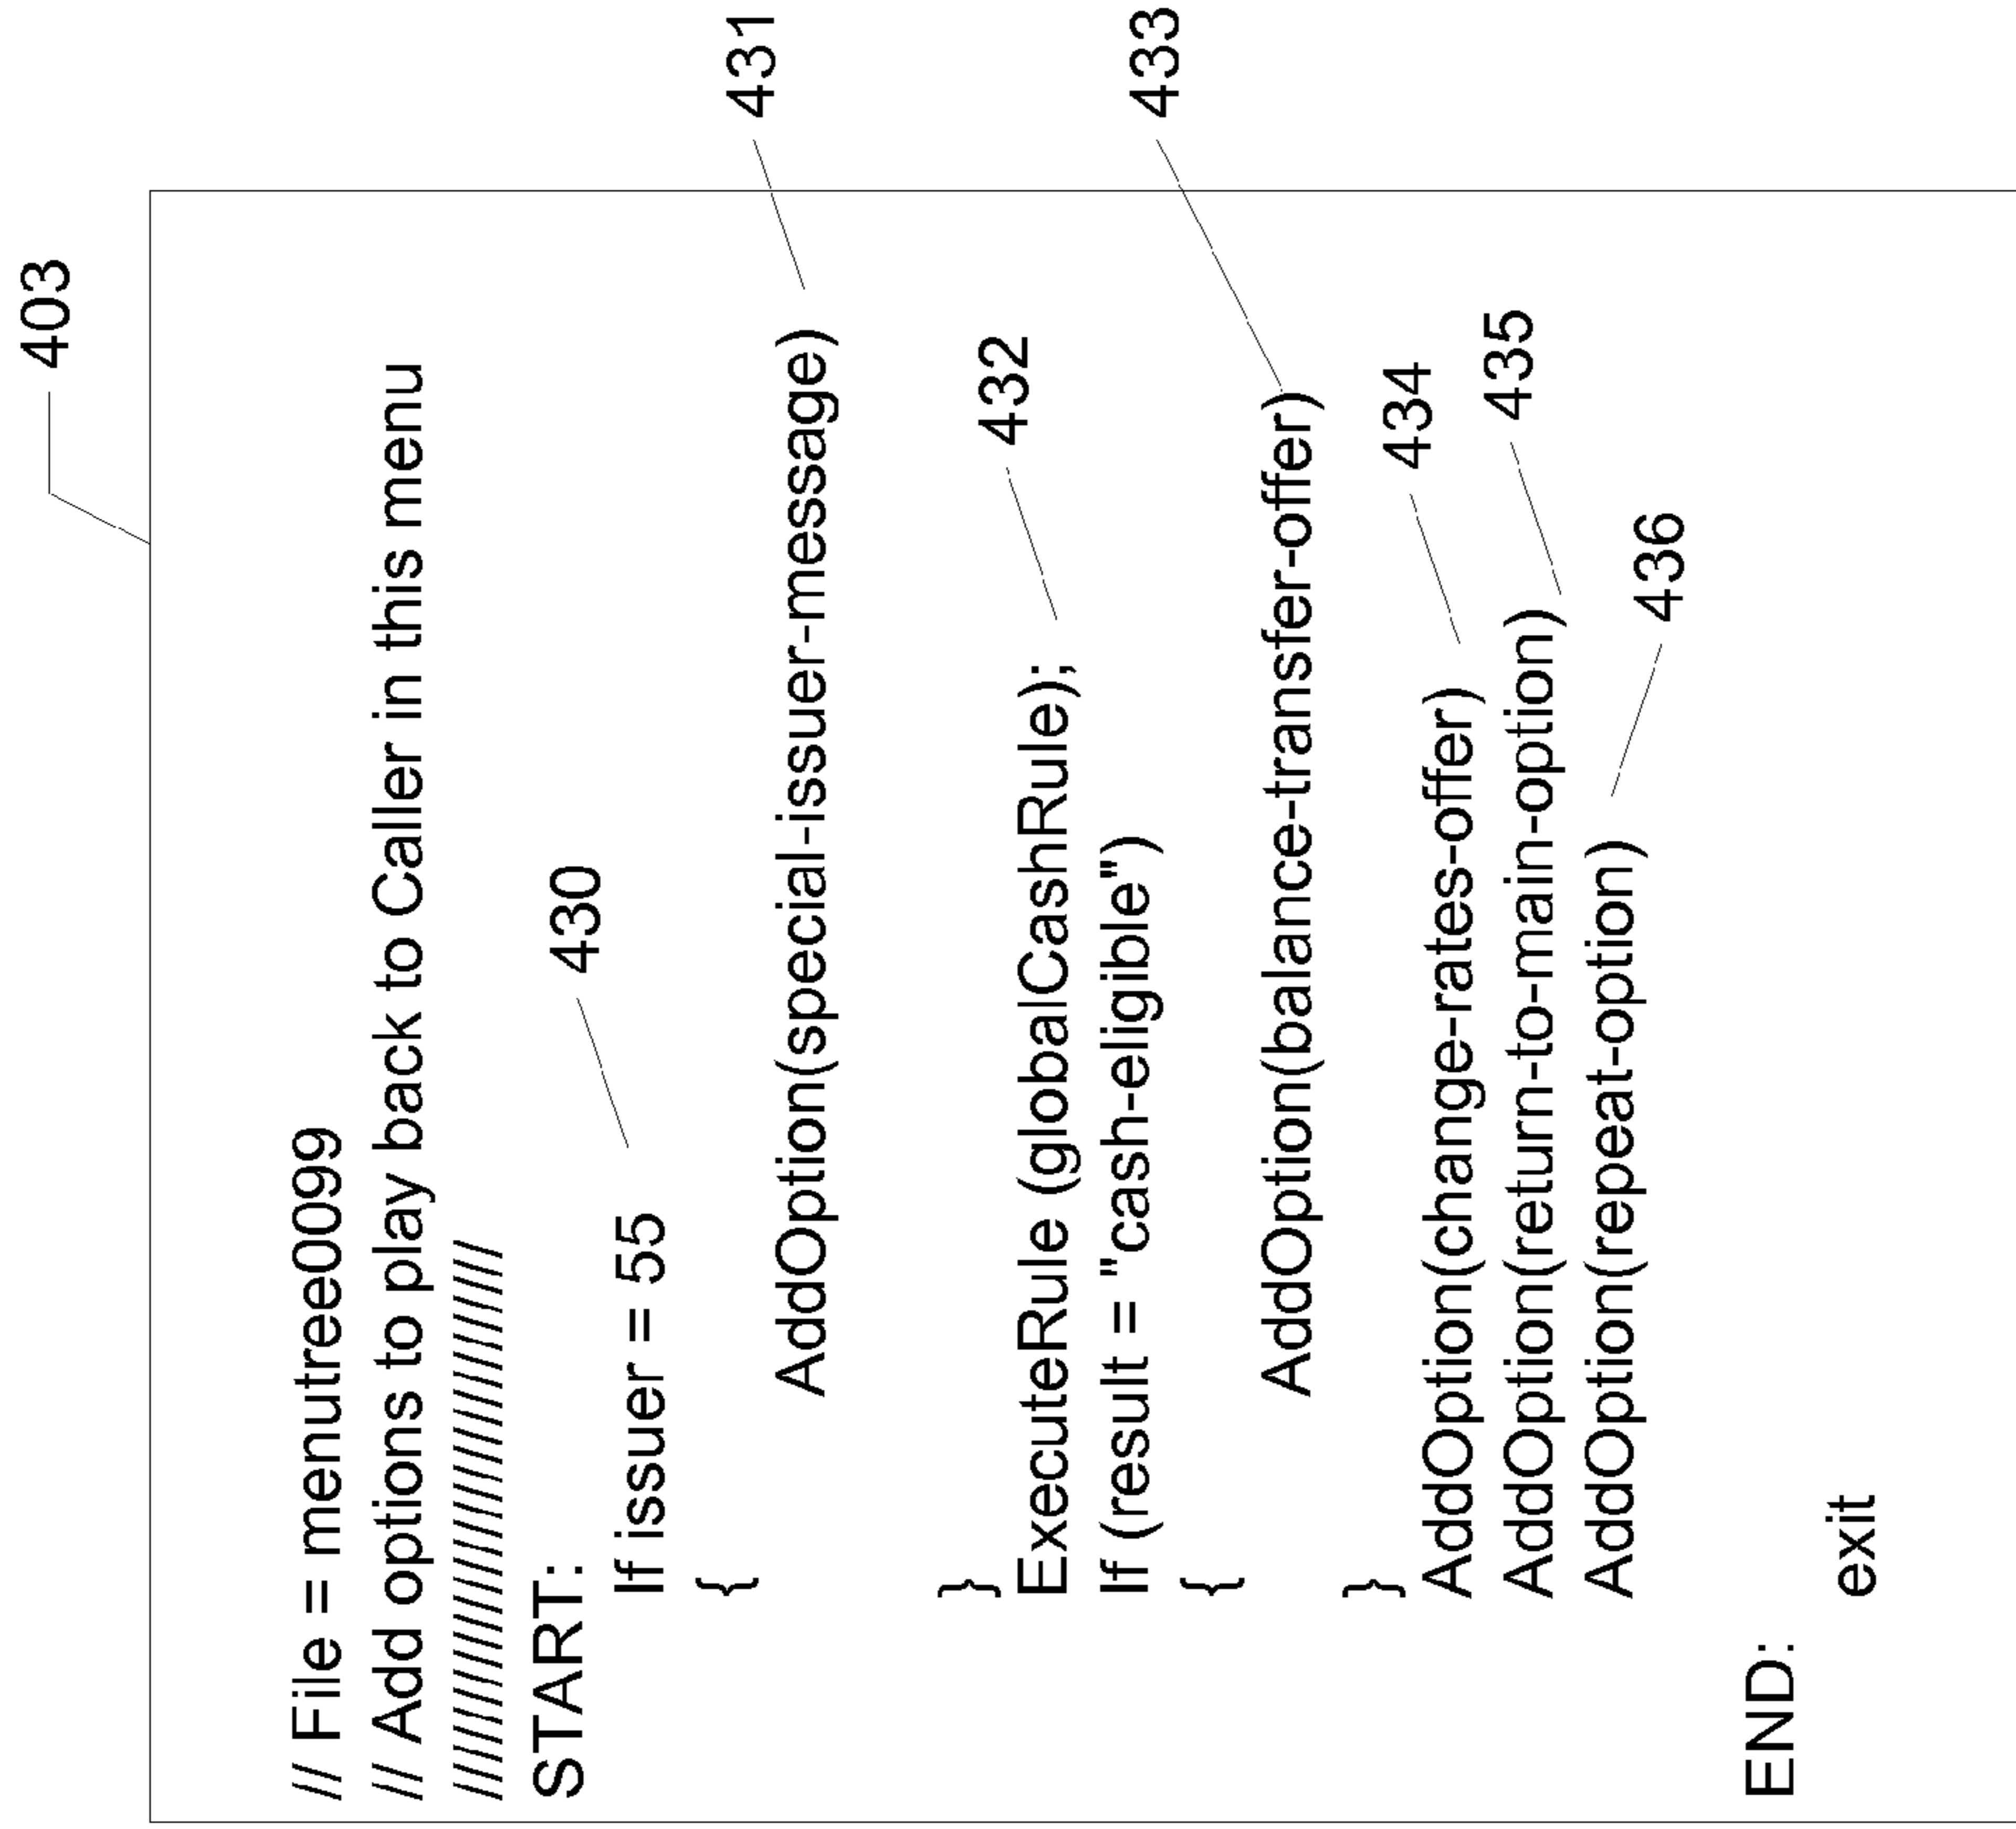 403
// File = menutree0099
// Add options to play back to Caller in this menu
///////////////////////////////////
START:
If issuer = 55 430
{
AddOption(special-issuer-message) 431
}
ExecuteRule (globalCashRule); 432
If (result = "cash-eligible")
{
AddOption(balance-transfer-offer) 433
}
AddOption(change-rates-offer) 434
AddOption(return-to-main-option) 435
AddOption(repeat-option) 436
END:
exit